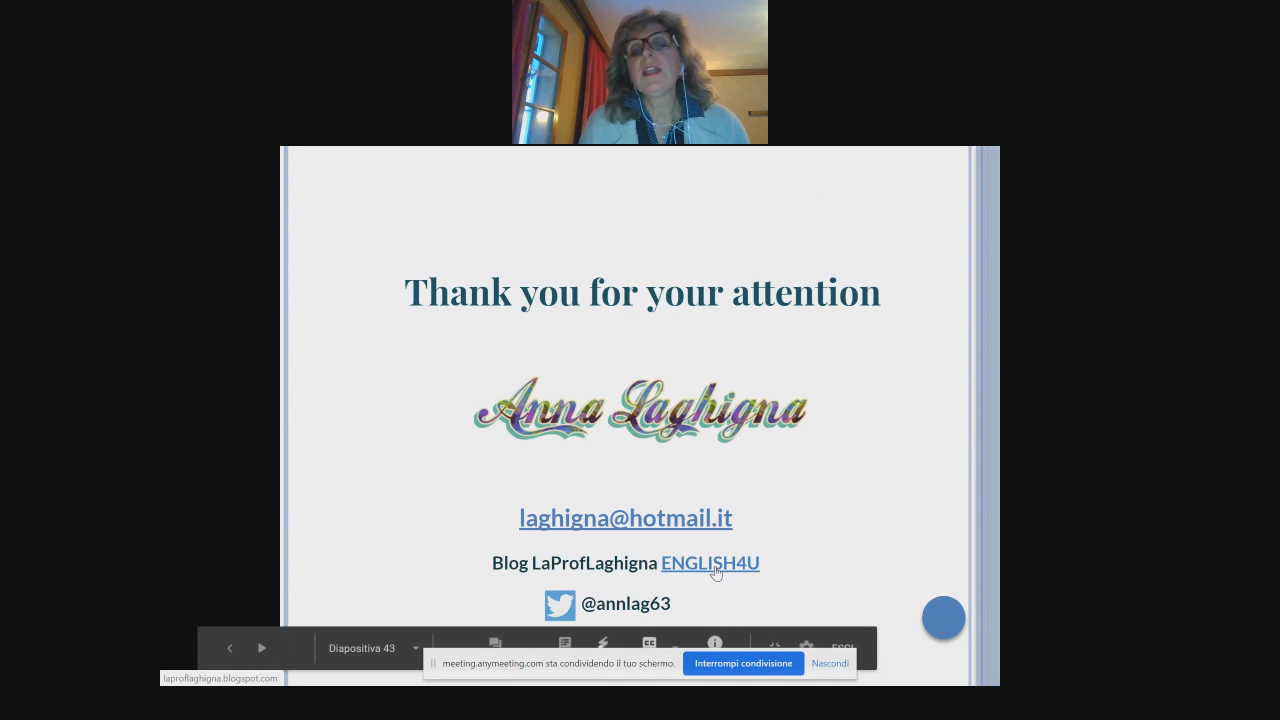 Thank you for your attention
Anna Laghigna
laghigna@hotmail.it
Blog LaProfLaghigna ENGLISH4U
@annlag63
Diapositiva 43
meeting.anymeeting.com sta condividendo il tuo schermo. Interrompi condivisione Nascondi
laproflaghigna.blogspot.com